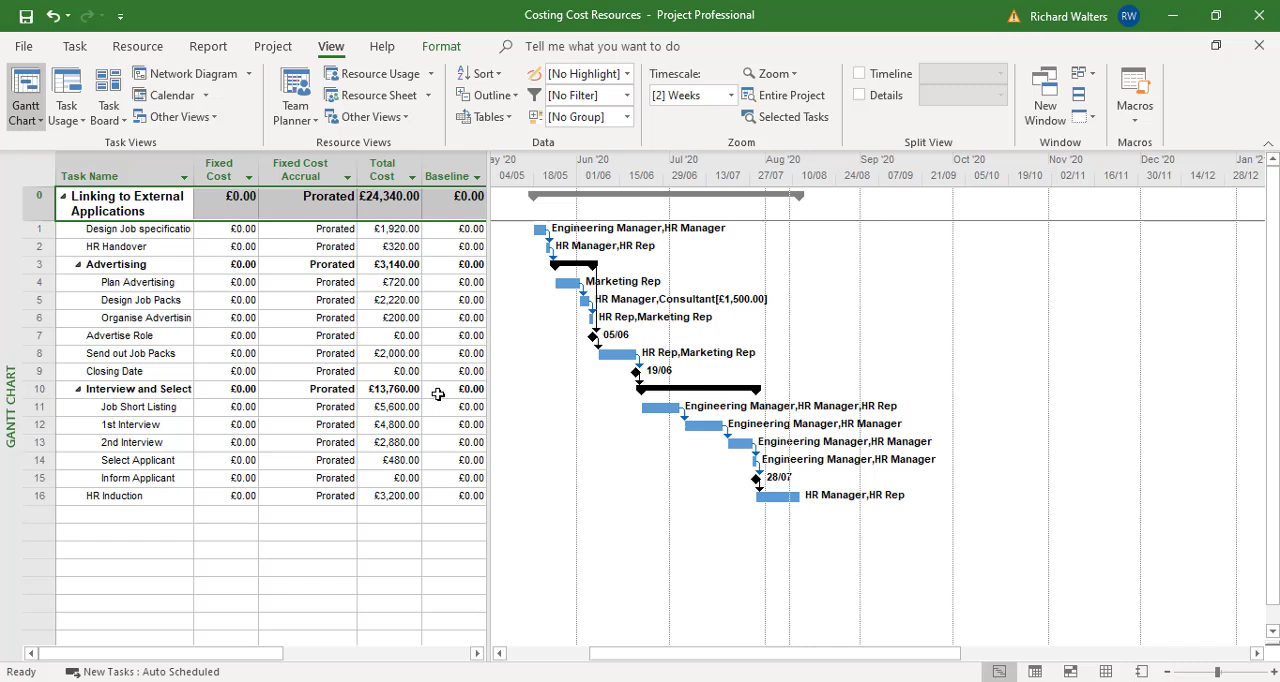 Costing Cost Resources - Project Professional
Richard Walters RW
File Task Resource Report Project View Help Format Tell me what you want to do
Gantt Chart
Task Usage
Task Board
Network Diagram
Calendar
Other Views
Task Views
Team Planner
Resource Usage
Resource Sheet
Other Views
Resource Views
Sort
Outline
Tables
[No Highlight]
[No Filter]
[No Group]
Data
Timescale:
[2] Weeks
Zoom
Entire Project
Selected Tasks
Zoom
Timeline
Details
Split View
New Window
Window
Macros
Macros
Task Name Fixed Cost Fixed Cost Accrual Total Cost Baseline
ay '20 Jun '20 Jul '20 Aug '20 Sep '20 Oct '20 Nov '20 Dec '20 Jan '2
04/05 18/05 01/06 15/06 29/06 13/07 27/07 10/08 24/08 07/09 21/09 05/10 19/10 02/11 16/11 30/11 14/12 28/12
0 Linking to External Applications £0.00 Prorated £24,340.00 £0.00
1 Design Job specificatio £0.00 Prorated £1,920.00 £0.00 Engineering Manager,HR Manager
2 HR Handover £0.00 Prorated £320.00 £0.00 HR Manager,HR Rep
3 Advertising £0.00 Prorated £3,140.00 £0.00
4 Plan Advertising £0.00 Prorated £720.00 £0.00 Marketing Rep
5 Design Job Packs £0.00 Prorated £2,220.00 £0.00 HR Manager,Consultant[£1,500.00]
6 Organise Advertisin £0.00 Prorated £200.00 £0.00 HR Rep,Marketing Rep
7 Advertise Role £0.00 Prorated £0.00 £0.00 05/06
8 Send out Job Packs £0.00 Prorated £2,000.00 £0.00 HR Rep,Marketing Rep
9 Closing Date £0.00 Prorated £0.00 £0.00 19/06
10 Interview and Select £0.00 Prorated £13,760.00 £0.00
11 Job Short Listing £0.00 Prorated £5,600.00 £0.00 Engineering Manager,HR Manager,HR Rep
12 1st Interview £0.00 Prorated £4,800.00 £0.00 Engineering Manager,HR Manager
13 2nd Interview £0.00 Prorated £2,880.00 £0.00 Engineering Manager,HR Manager
14 Select Applicant £0.00 Prorated £480.00 £0.00 Engineering Manager,HR Manager
15 Inform Applicant £0.00 Prorated £0.00 £0.00 28/07
16 HR Induction £0.00 Prorated £3,200.00 £0.00 HR Manager,HR Rep
GANTT CHART
Ready New Tasks : Auto Scheduled